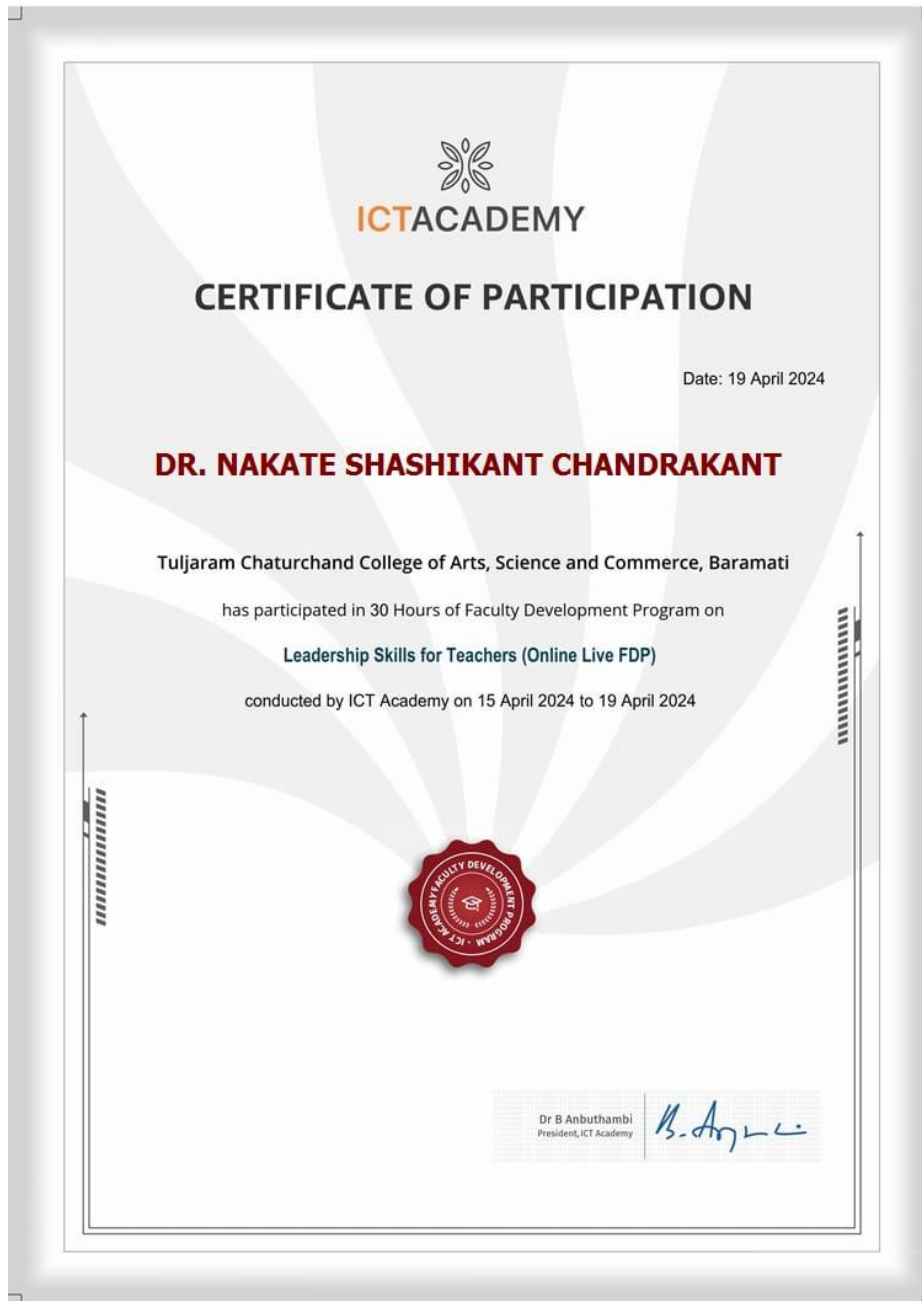 ICTACADEMY
CERTIFICATE OF PARTICIPATION
Date: 19 April 2024
DR. NAKATE SHASHIKANT CHANDRAKANT
Tuljaram Chaturchand College of Arts, Science and Commerce, Baramati
has participated in 30 Hours of Faculty Development Program on
Leadership Skills for Teachers (Online Live FDP)
conducted by ICT Academy on 15 April 2024 to 19 April 2024
ICT ACADEMY FACULTY DEVELOPMENT PROGRAM
Dr B Anbuthambi
President, ICT Academy